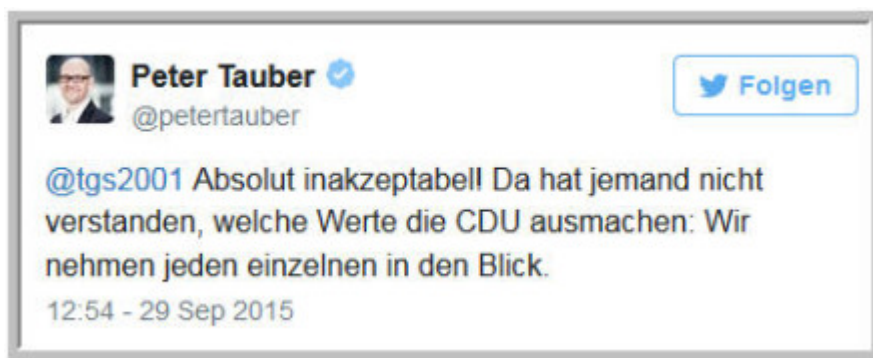 Peter Tauber
Folgen
@petertauber
@tgs2001 Absolut inakzeptabel! Da hat jemand nicht
verstanden, welche Werte die CDU ausmachen: Wir
nehmen jeden einzelnen in den Blick.
12:54 - 29 Sep 2015